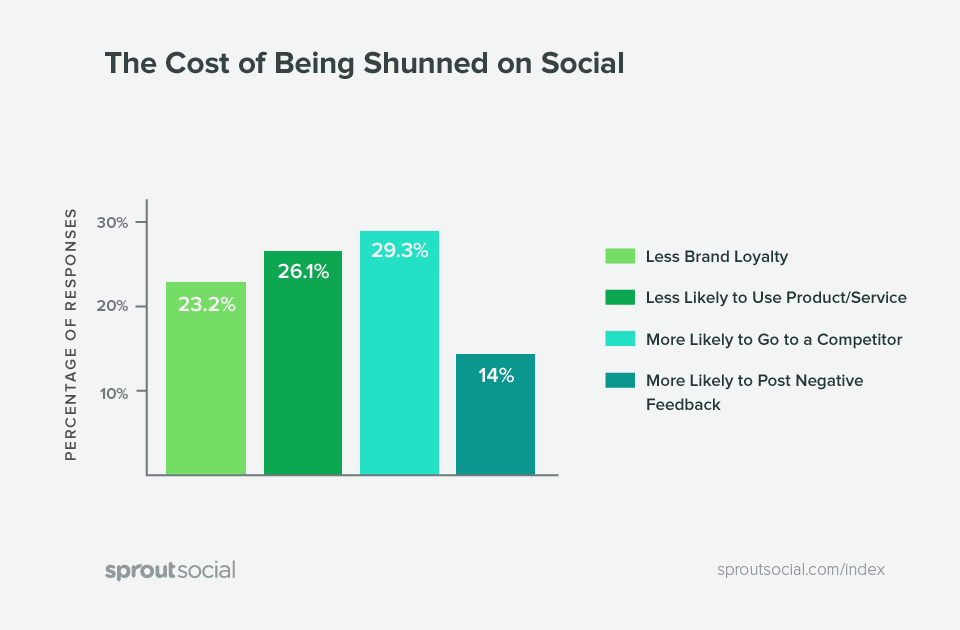 The Cost of Being Shunned on Social
PERCENTAGE OF RESPONSES
30%
20%
10%
23.2%
26.1%
29.3%
14%
Less Brand Loyalty
Less Likely to Use Product/Service
More Likely to Go to a Competitor
More Likely to Post Negative
Feedback
sproutsocial
sproutsocial.com/index